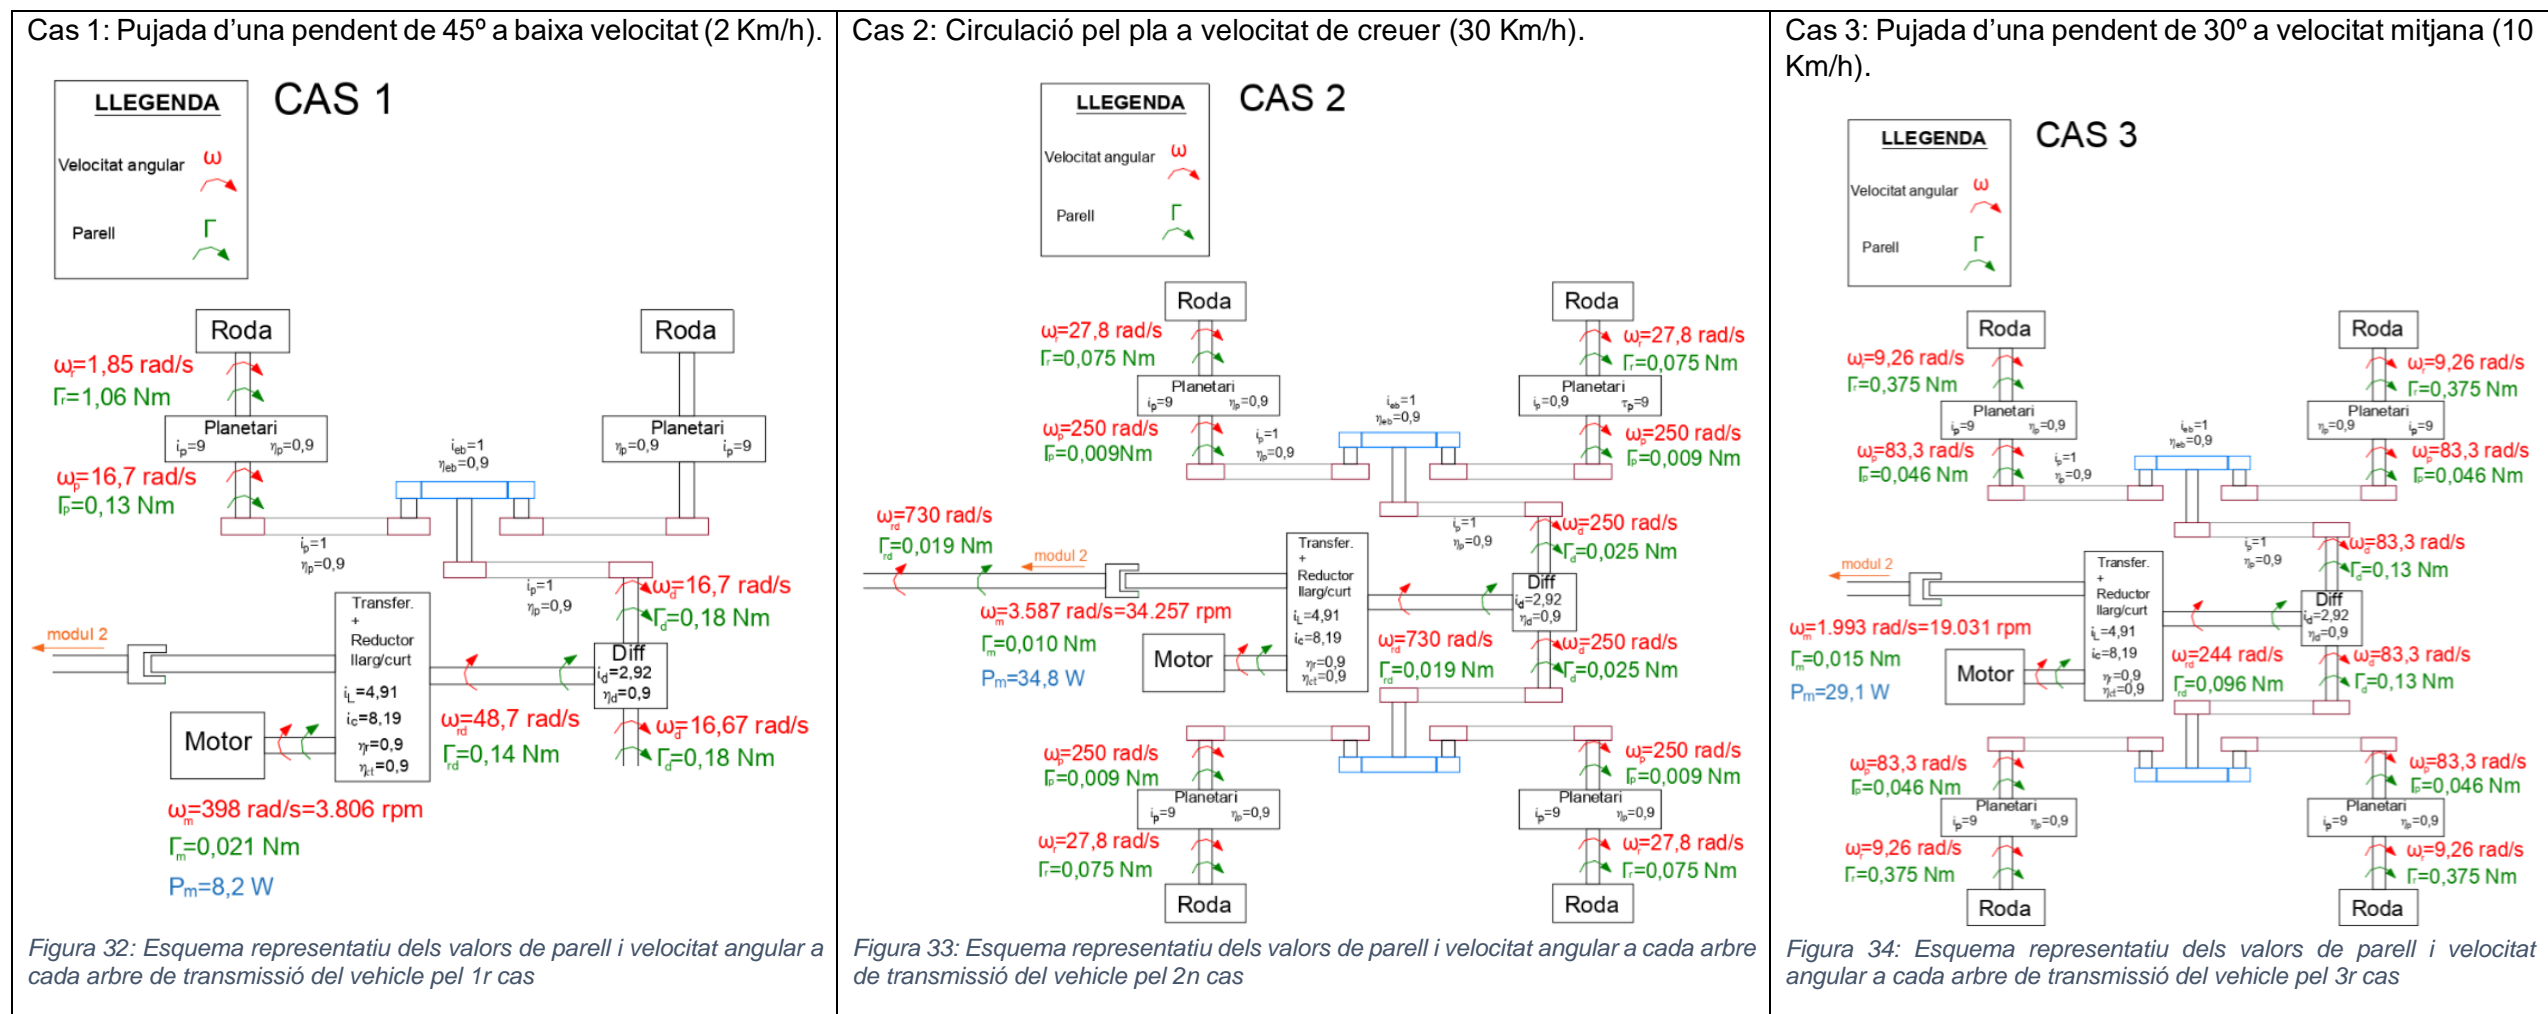 Cas 1: Pujada d'una pendent de 45º a baixa velocitat (2 Km/h).
LLEGENDA
CAS 1
Velocitat angular ω
Parell Γ
Roda
Roda
ωr=1,85 rad/s
Γr=1,06 Nm
Planetari
ip=9 ηp=0,9
Planetari
ηp=0,9 ip=9
ieb=1
ηeb=0,9
ωp=16,7 rad/s
Γp=0,13 Nm
ip=1
ηp=0,9
ip=1
ηp=0,9
ωd=16,7 rad/s
Γd=0,18 Nm
modul 2
Transfer.
+
Reductor
llarg/curt
iL=4,91
ic=8,19
ηr=0,9
ηct=0,9
Diff
id=2,92
ηd=0,9
Motor
ωrd=48,7 rad/s
Γrd=0,14 Nm
ωd=16,67 rad/s
Γd=0,18 Nm
ωm=398 rad/s=3.806 rpm
Γm=0,021 Nm
Pm=8,2 W
Figura 32: Esquema representatiu dels valors de parell i velocitat angular a
cada arbre de transmissió del vehicle pel 1r cas
Cas 2: Circulació pel pla a velocitat de creuer (30 Km/h).
LLEGENDA
CAS 2
Velocitat angular ω
Parell Γ
Roda
Roda
ωr=27,8 rad/s
Γr=0,075 Nm
ωr=27,8 rad/s
Γr=0,075 Nm
Planetari
ip=9 ηp=0,9
Planetari
ip=0,9 τp=9
ieb=1
ηeb=0,9
ωp=250 rad/s
Γp=0,009Nm
ip=1
ηp=0,9
ωp=250 rad/s
Γp=0,009 Nm
ωrd=730 rad/s
Γrd=0,019 Nm
modul 2
Transfer.
+
Reductor
llarg/curt
iL=4,91
ic=8,19
ηr=0,9
ηct=0,9
ip=1
ηp=0,9
ωd=250 rad/s
Γd=0,025 Nm
Diff
id=2,92
ηd=0,9
ωm=3.587 rad/s=34.257 rpm
Γm=0,010 Nm
Pm=34,8 W
Motor
ωrd=730 rad/s
Γrd=0,019 Nm
ωd=250 rad/s
Γd=0,025 Nm
ωp=250 rad/s
Γp=0,009 Nm
ωp=250 rad/s
Γp=0,009 Nm
Planetari
ip=9 ηp=0,9
Planetari
ip=9 ηp=0,9
ωr=27,8 rad/s
Γr=0,075 Nm
ωr=27,8 rad/s
Γr=0,075 Nm
Roda
Roda
Figura 33: Esquema representatiu dels valors de parell i velocitat angular a cada arbre
de transmissió del vehicle pel 2n cas
Cas 3: Pujada d'una pendent de 30º a velocitat mitjana (10
Km/h).
LLEGENDA
CAS 3
Velocitat angular ω
Parell Γ
Roda
Roda
ωr=9,26 rad/s
Γr=0,375 Nm
ωr=9,26 rad/s
Γr=0,375 Nm
Planetari
ip=9 ηp=0,9
Planetari
ηp=0,9 ip=9
ieb=1
ηeb=0,9
ωp=83,3 rad/s
Γp=0,046 Nm
ip=1
ηp=0,9
ωp=83,3 rad/s
Γp=0,046 Nm
modul 2
Transfer.
+
Reductor
llarg/curt
iL=4,91
ic=8,19
ηr=0,9
ηct=0,9
ip=1
ηp=0,9
ωd=83,3 rad/s
Γd=0,13 Nm
Diff
id=2,92
ηd=0,9
ωm=1.993 rad/s=19.031 rpm
Γm=0,015 Nm
Pm=29,1 W
Motor
ωrd=244 rad/s
Γrd=0,096 Nm
ωd=83,3 rad/s
Γd=0,13 Nm
ωp=83,3 rad/s
Γp=0,046 Nm
ωp=83,3 rad/s
Γp=0,046 Nm
Planetari
ip=9 ηp=0,9
Planetari
ip=9 ηp=0,9
ωr=9,26 rad/s
Γr=0,375 Nm
ωr=9,26 rad/s
Γr=0,375 Nm
Roda
Roda
Figura 34: Esquema representatiu dels valors de parell i velocitat
angular a cada arbre de transmissió del vehicle pel 3r cas